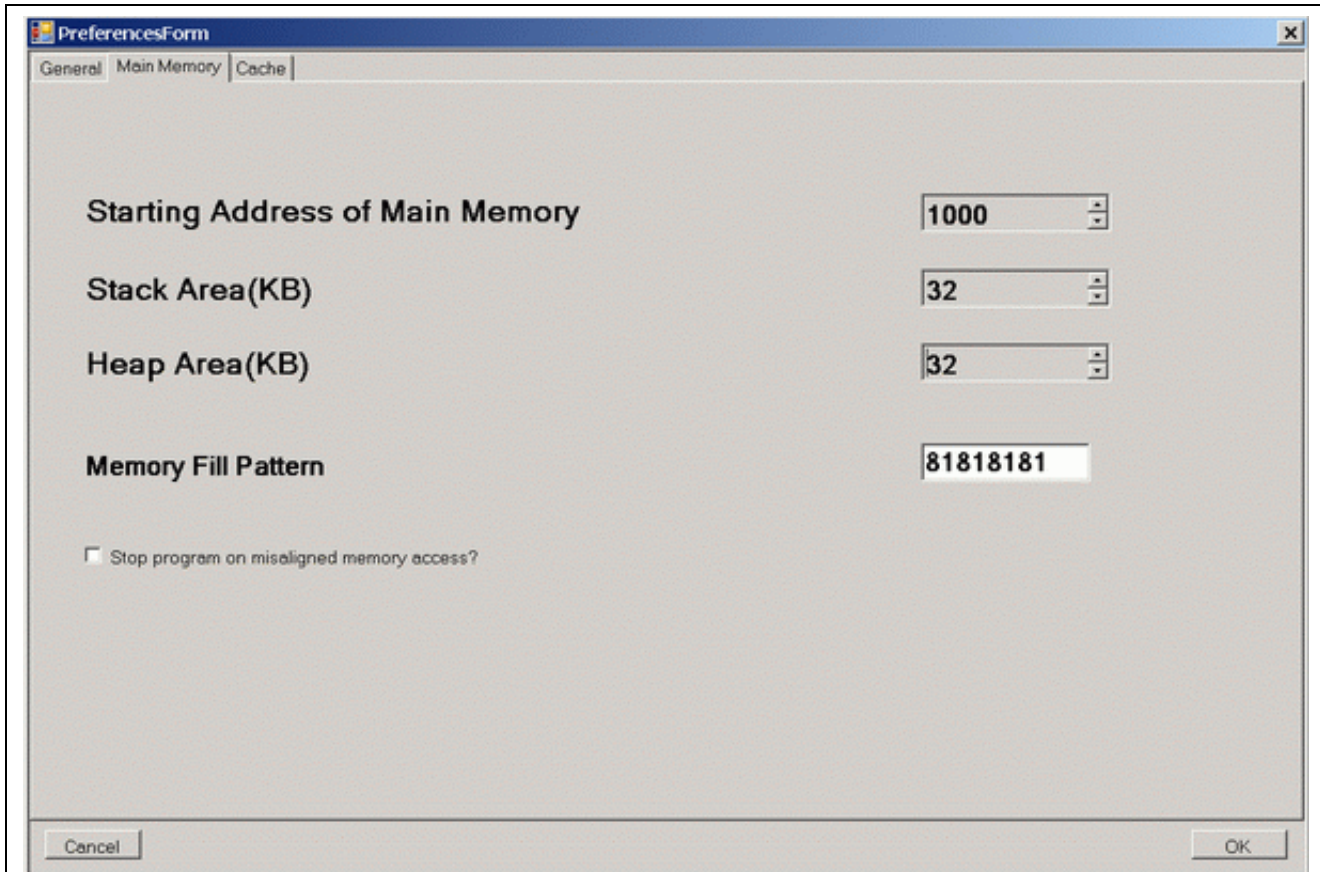 PreferencesForm
General Main Memory Cache
Starting Address of Main Memory 1000
Stack Area(KB) 32
Heap Area(KB) 32
Memory Fill Pattern 81818181
Stop program on misaligned memory access?
Cancel OK